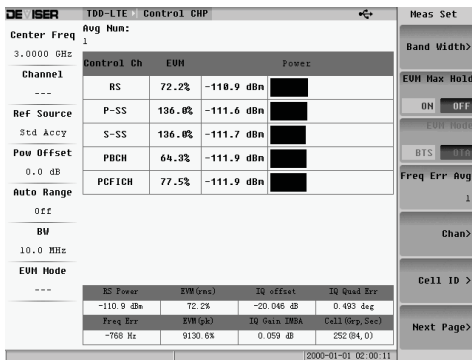 DEVISER TDD-LTE Control CHP Meas Set
Center Freq
3.0000 GHz
Channel
---
Ref Source
Std Accy
Pow Offset
0.0 dB
Auto Range
Off
BW
10.0 MHz
EVM Mode
---
Avg Num:
1
Control Ch EVM Power
RS 72.2% -110.9 dBm
P-SS 136.0% -111.6 dBm
S-SS 136.0% -111.7 dBm
PBCH 64.3% -111.9 dBm
PCFICH 77.5% -111.9 dBm
RS Power EVM(rms) IQ offset IQ Quad Err
-110.9 dBm 72.2% -20.046 dB 0.493 deg
Freq Err EVM(pk) IQ Gain IMBA Cell(Grp,Sec)
-768 Hz 9130.6% 0.059 dB 252(84,0)
2000-01-01 02:00:11
Band Width>
EVM Max Hold
ON OFF
EVM Mode
BTS OTA
Freq Err Avg
1
Chan>
Cell ID >
Next Page>